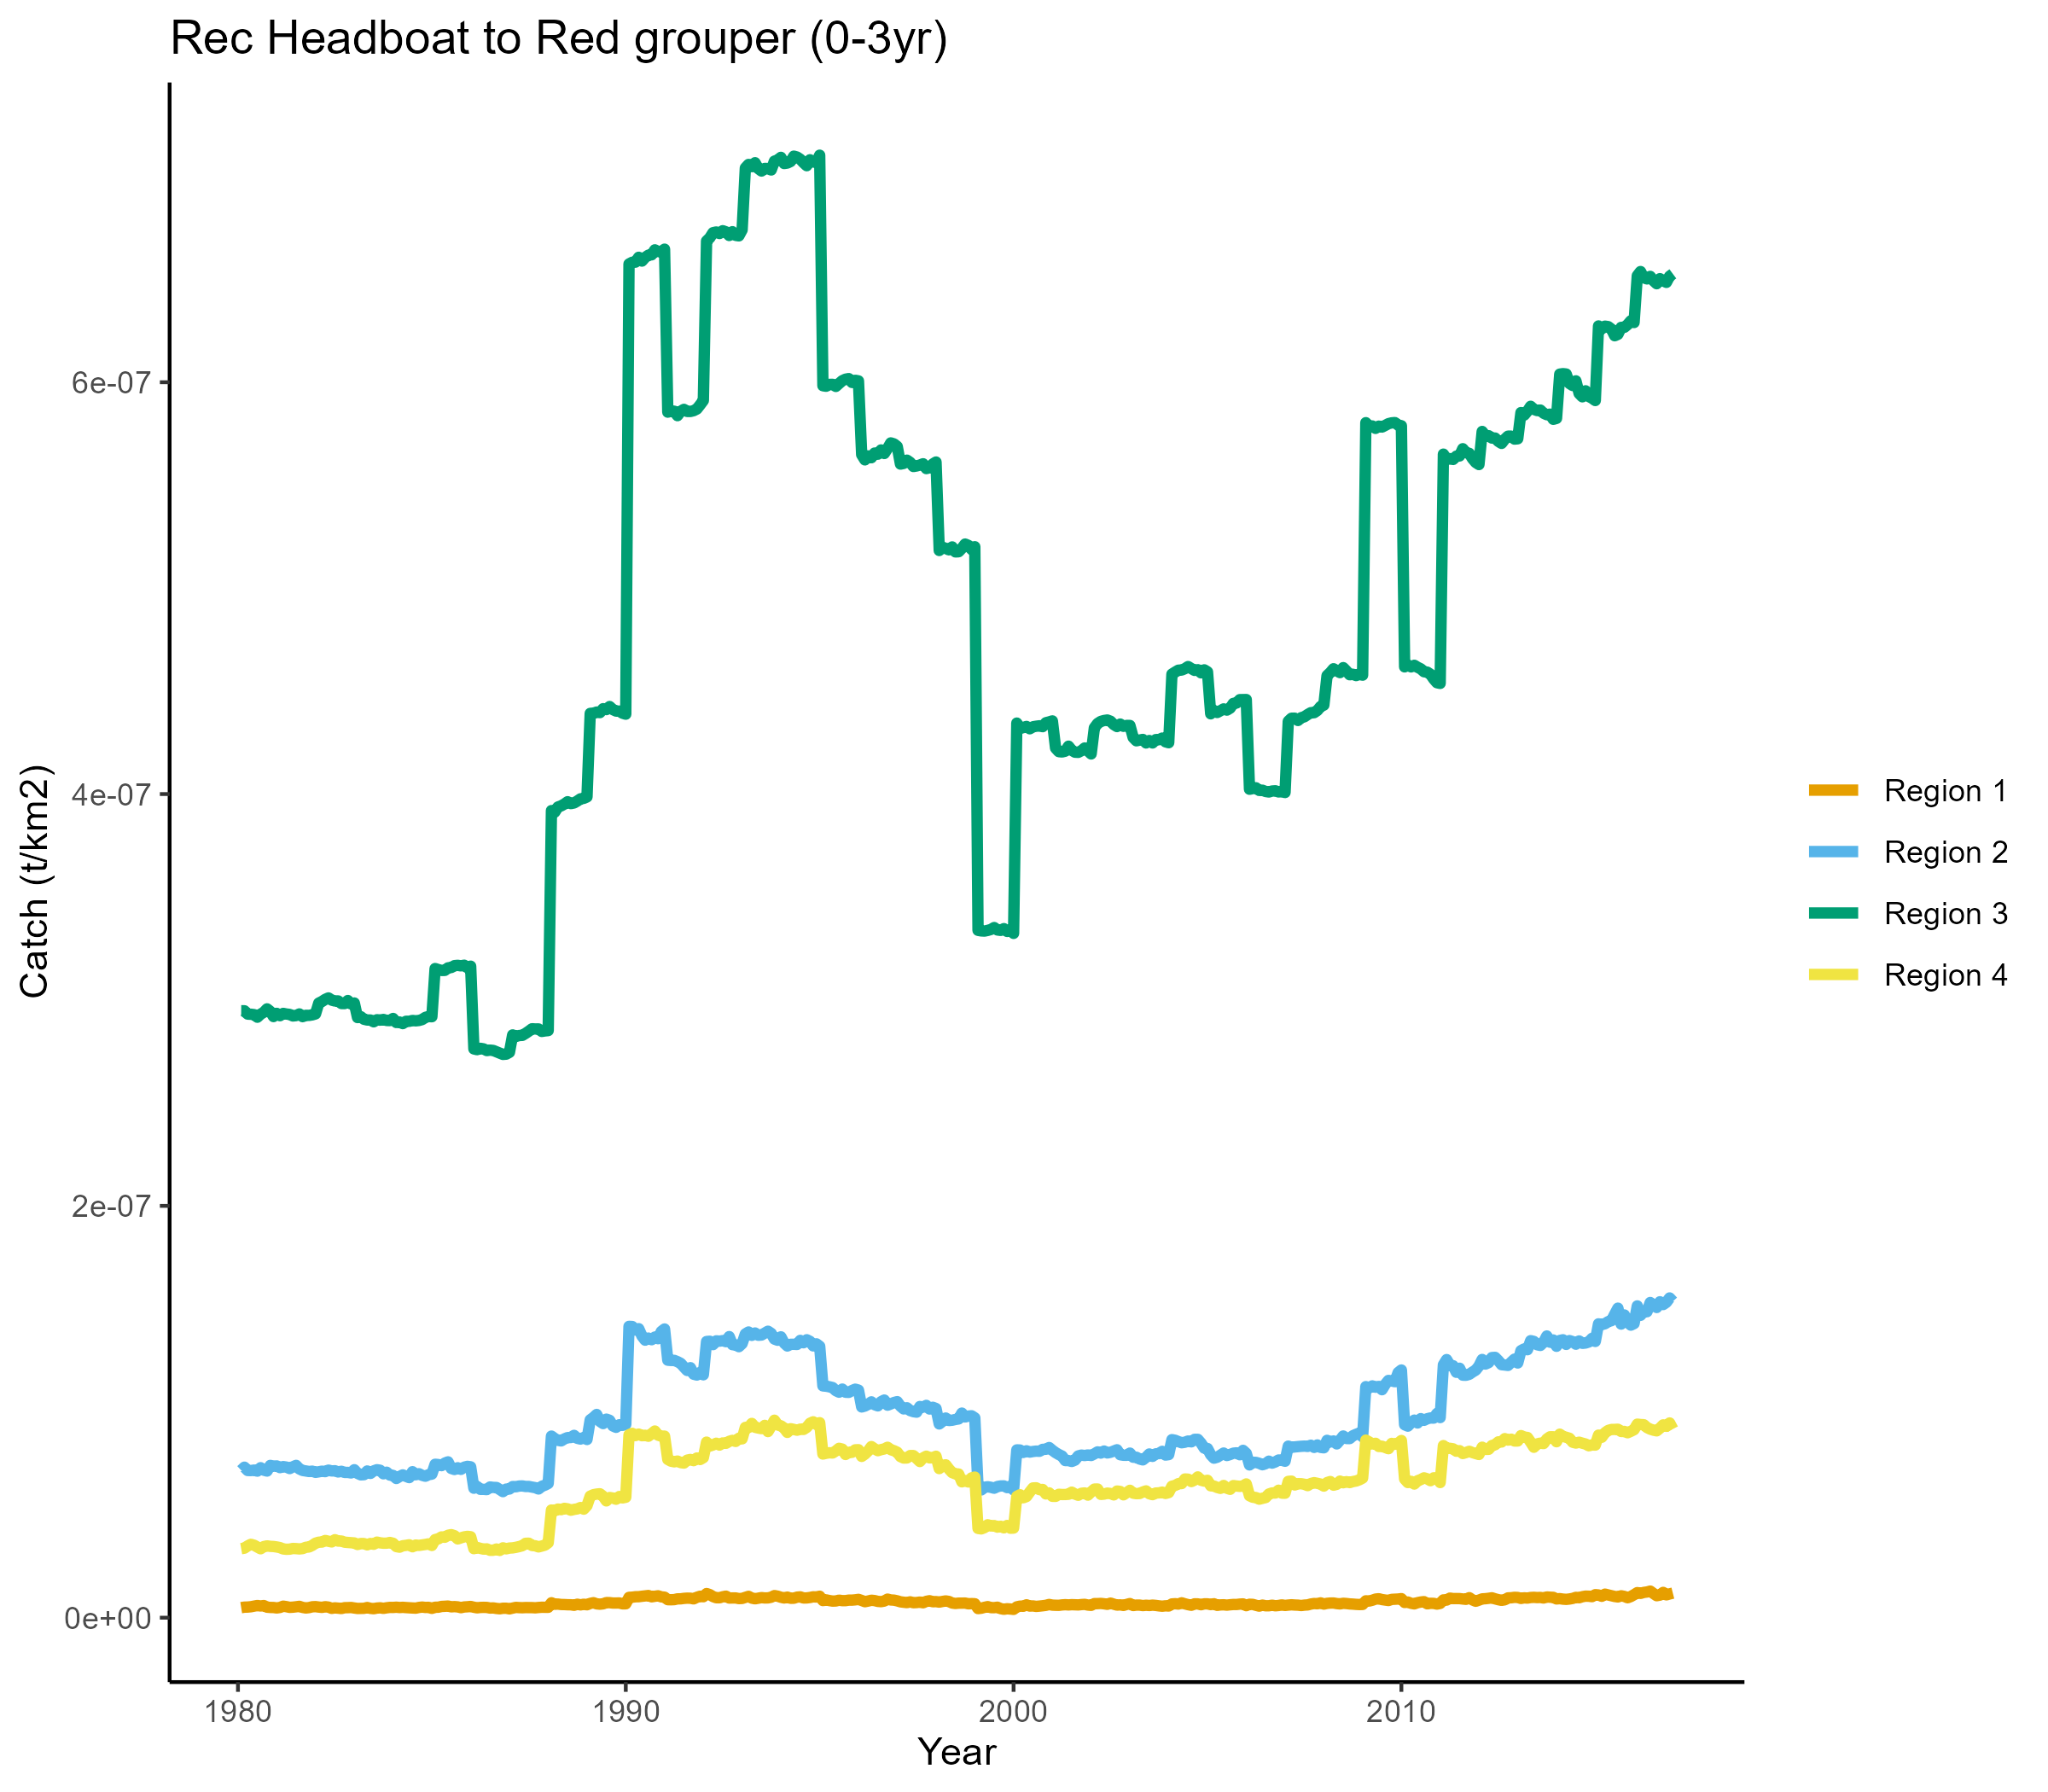 Rec Headboat to Red grouper (0-3yr)
Catch (t/km2)
6e-07
4e-07
2e-07
0e+00
1980
1990
2000
2010
Year
Region 1
Region 2
Region 3
Region 4